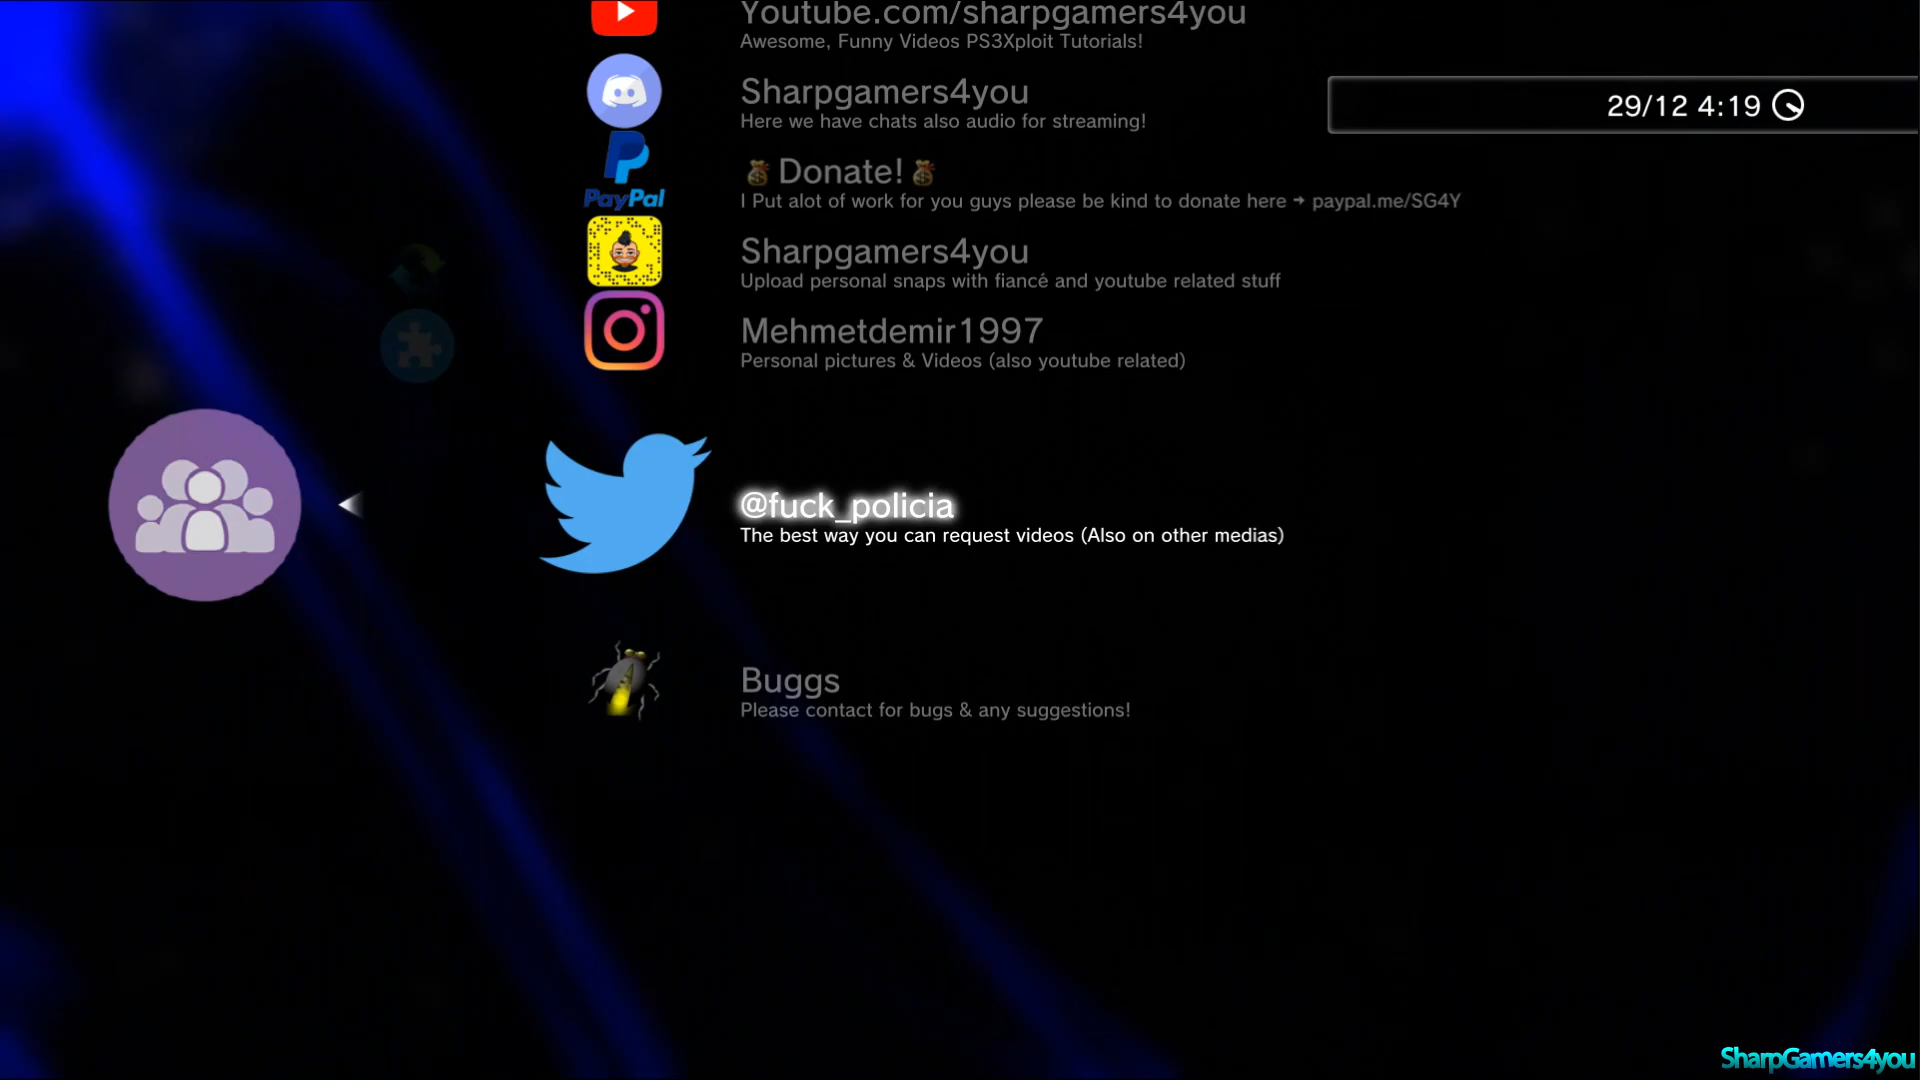 Youtube.com/sharpgamers4you
Awesome, Funny Videos PS3Xploit Tutorials!
Sharpgamers4you
Here we have chats also audio for streaming!
29/12 4:19
PayPal
Donate!
I Put alot of work for you guys please be kind to donate here → paypal.me/SG4Y
Sharpgamers4you
Upload personal snaps with fiancé and youtube related stuff
Mehmetdemir1997
Personal pictures & Videos (also youtube related)
@fuck_policia
The best way you can request videos (Also on other medias)
Buggs
Please contact for bugs & any suggestions!
SharpGamers4you